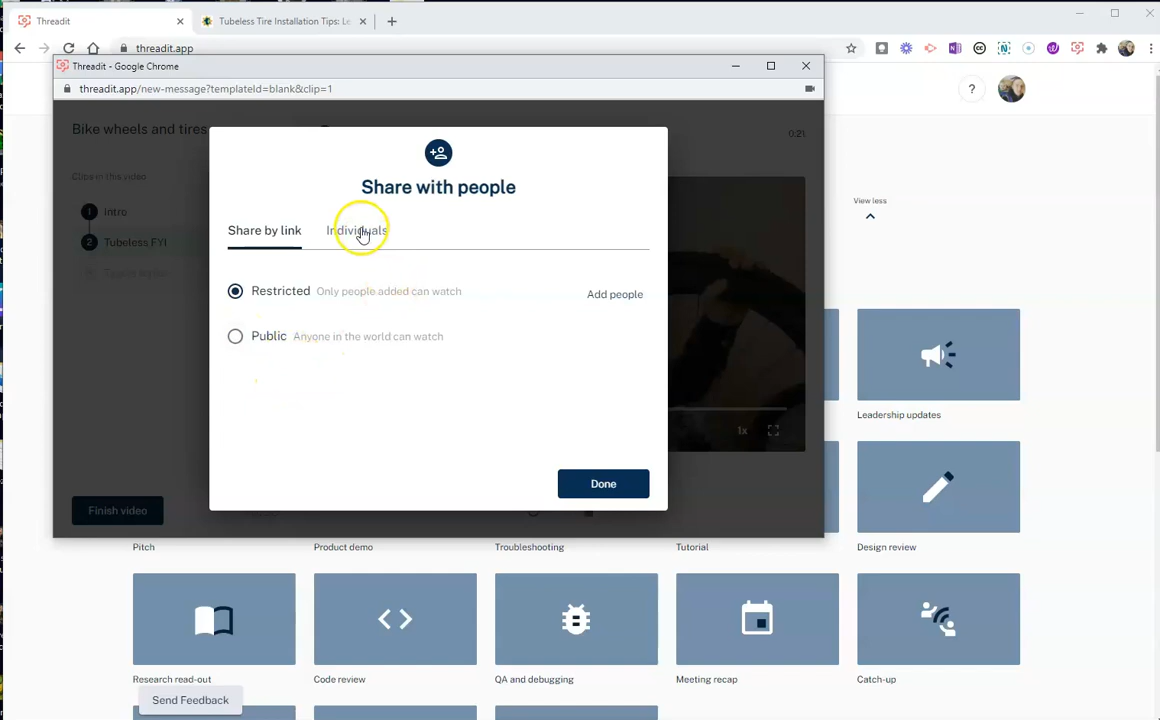 Threadit
Tubeless Tire Installation Tips: Le
threadit.app
Threadit - Google Chrome
threadit.app/new-message?templateId=blank&clip=1
Bike wheels and tires
0:21
Clips in this video
1 Intro
2 Tubeless FYI
Share with people
Share by link
Individuals
Restricted Only people added can watch
Add people
Public Anyone in the world can watch
Done
1x
Finish video
?
View less
Leadership updates
Pitch
Product demo
Troubleshooting
Tutorial
Design review
Research read-out
Code review
QA and debugging
Meeting recap
Catch-up
Send Feedback